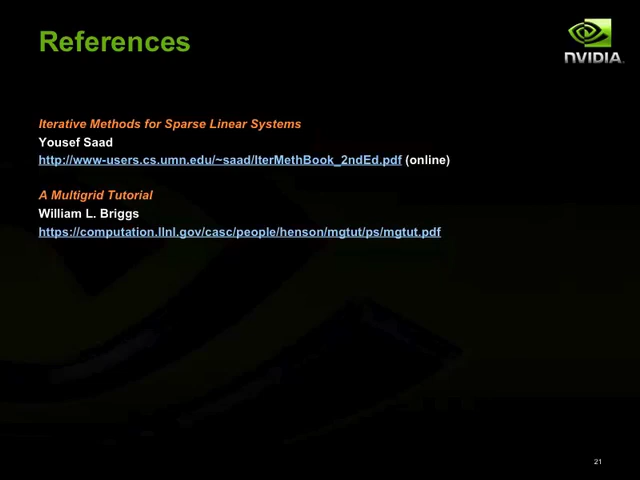 References
NVIDIA.
Iterative Methods for Sparse Linear Systems
Yousef Saad
http://www-users.cs.umn.edu/~saad/IterMethBook_2ndEd.pdf (online)
A Multigrid Tutorial
William L. Briggs
https://computation.llnl.gov/casc/people/henson/mgtut/ps/mgtut.pdf
21